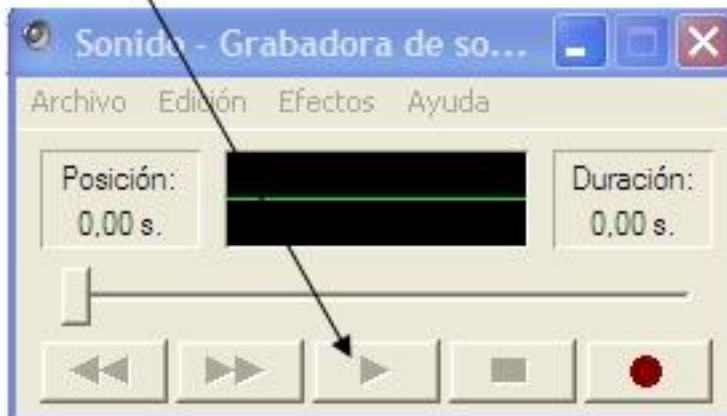 Sonido - Grabadora de so...
Archivo Edición Efectos Ayuda
Posición:
0,00 s.
Duración:
0,00 s.